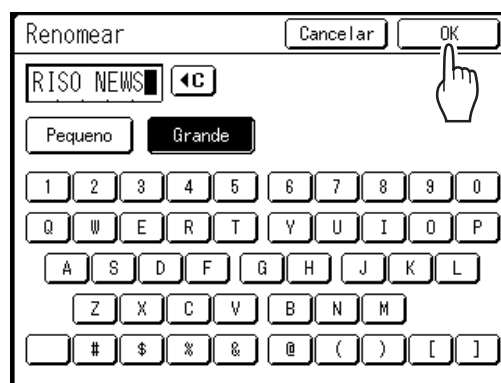 Renomear Cancelar OK
RISO NEWS C
Pequeno Grande
1 2 3 4 5 6 7 8 9 0
Q W E R T Y U I O P
A S D F G H J K L
Z X C V B N M
# $ % & @ ( ) [ ]